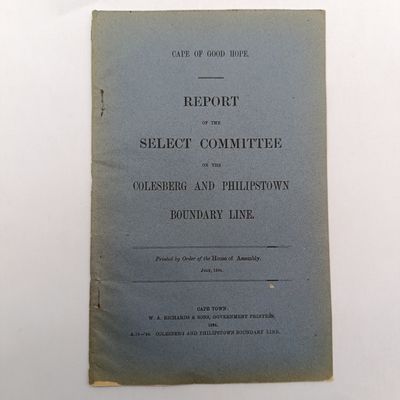 CAPE OF GOOD HOPE.
REPORT
OF THE
SELECT COMMITTEE
ON THE
COLESBERG AND PHILIPSTOWN
BOUNDARY LINE.
Printed by Order of the House of Assembly.
CAPE TOWN:
W. A. RICHARDS & SONS, GOVERNMENT PRINTERS,
COLESBERG AND PHILIPSTOWN BOUNDARY LINE.